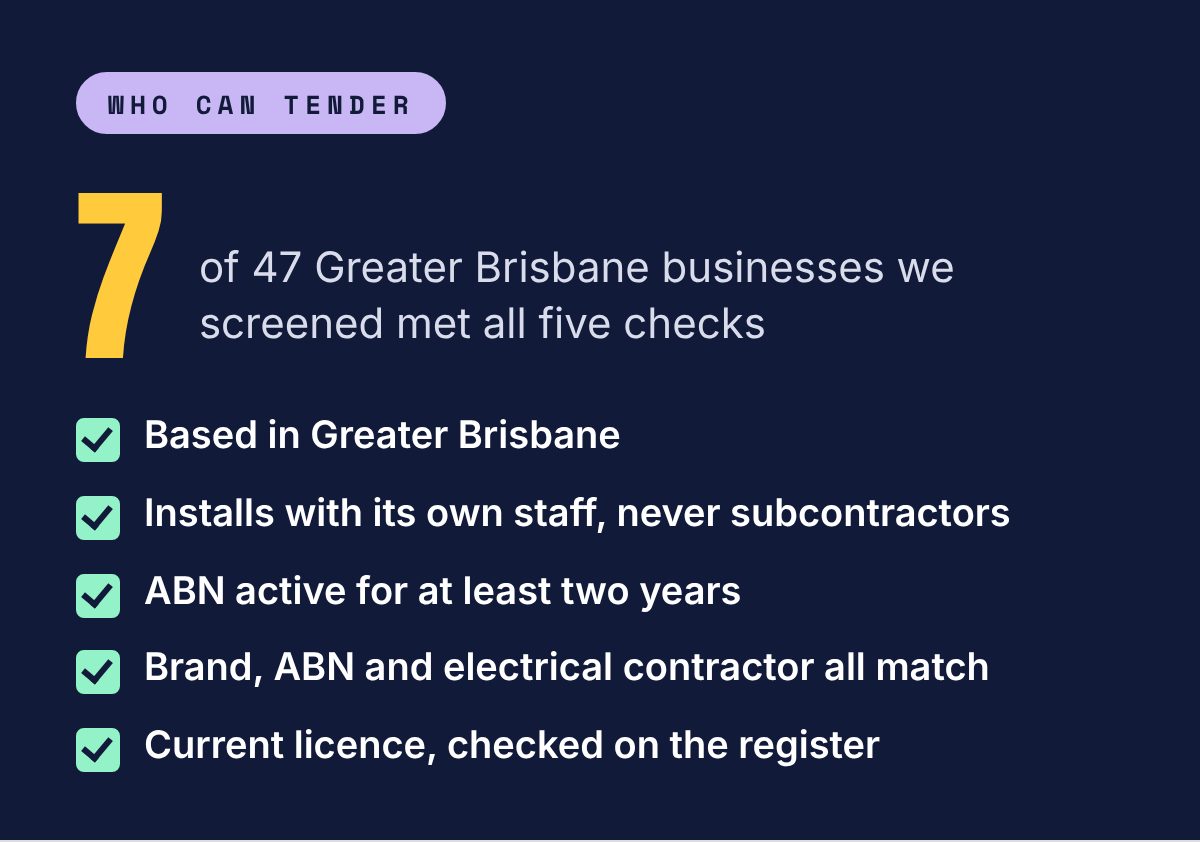 WHO CAN TENDER
7
of 47 Greater Brisbane businesses we
screened met all five checks
Based in Greater Brisbane
Installs with its own staff, never subcontractors
ABN active for at least two years
Brand, ABN and electrical contractor all match
Current licence, checked on the register